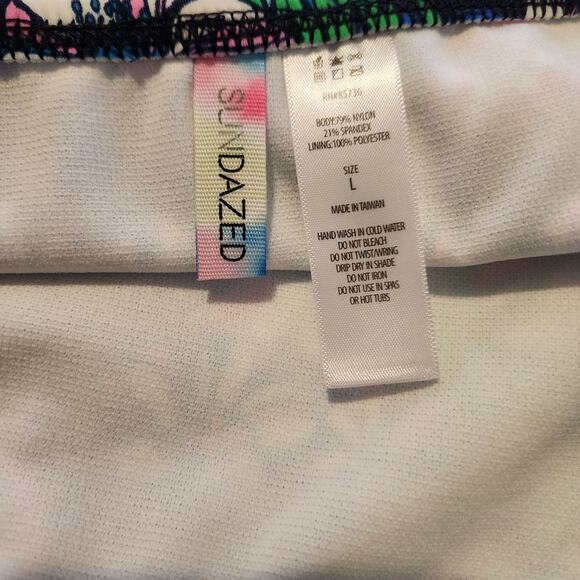 SUNDAZED
RN#85736
BODY:79% NYLON
21% SPANDEX
LINING:100% POLYESTER
SIZE
L
MADE IN TAIWAN
HAND WASH IN COLD WATER
DO NOT BLEACH
DO NOT TWIST/WRING
DRIP DRY IN SHADE
DO NOT IRON
DO NOT USE IN SPAS
OR HOT TUBS